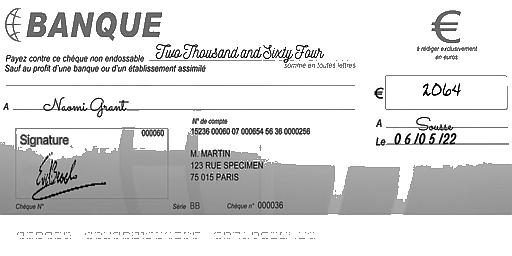 BANQUE
€
Payez contre ce chèque non endossable Two Thousand and Sixty Four
Sauf au profit d'une banque ou d'un établissement assimilé somme en toutes lettres
à rédiger exclusivement
en euros
€ 2064
A Naomi Grant
A Sousse
Le 06/05/22
N° de compte
000060
15236 00060 07 000654 56 36 0000256
Signature
M. MARTIN
123 RUE SPECIMEN
75 015 PARIS
Chèque N° Série BB Chèque n° 000036